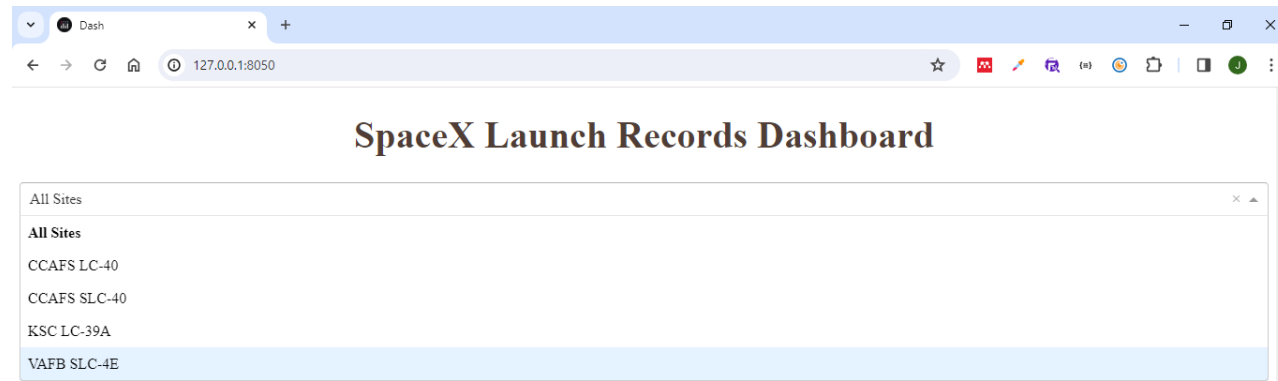 Dash
127.0.0.1:8050
{≡}
J
SpaceX Launch Records Dashboard
All Sites
All Sites
CCAFS LC-40
CCAFS SLC-40
KSC LC-39A
VAFB SLC-4E